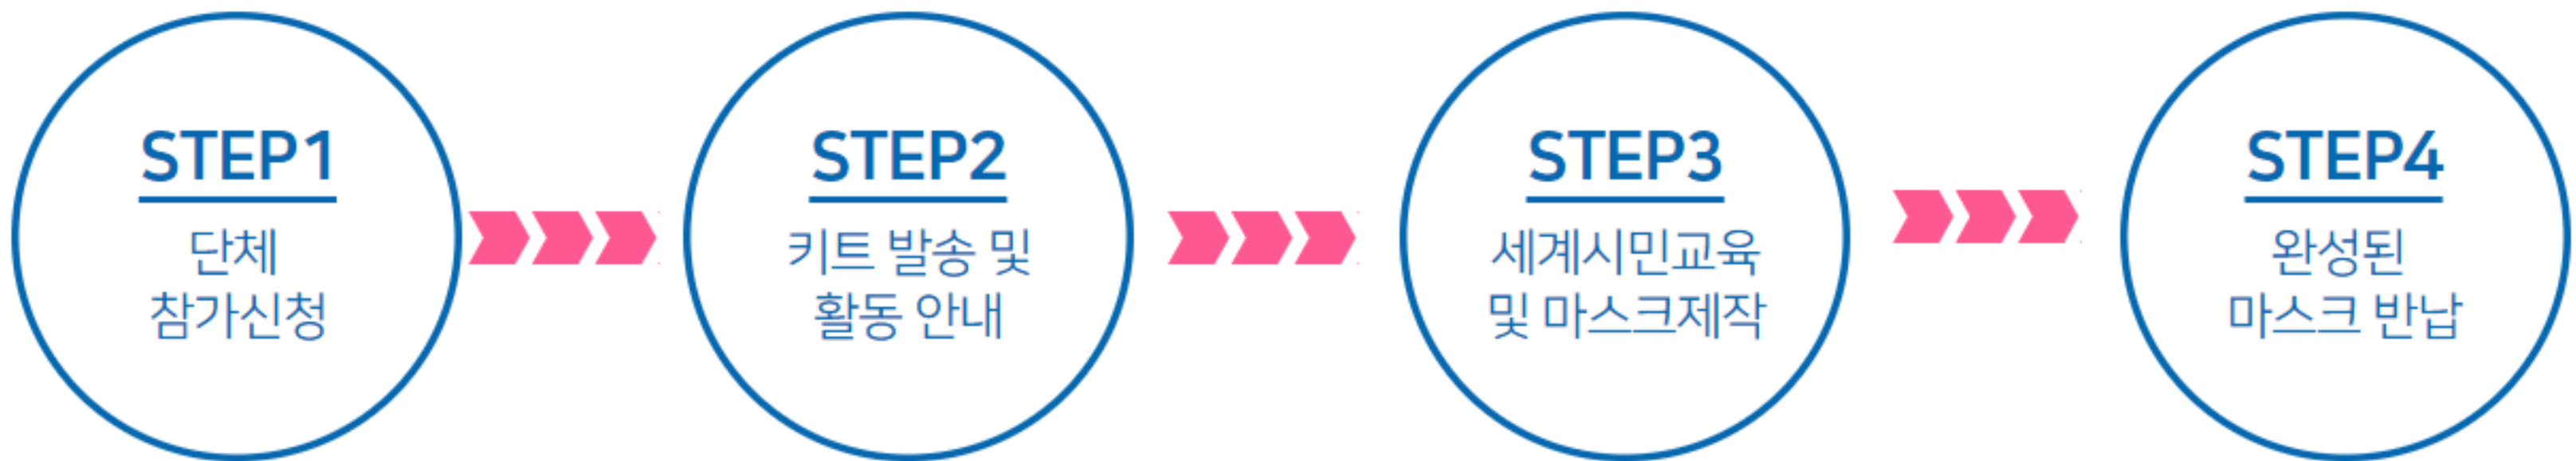 STEP1
단체
참가신청
STEP2
키트 발송 및
활동 안내
STEP3
세계시민교육
및 마스크제작
STEP4
완성된
마스크 반납